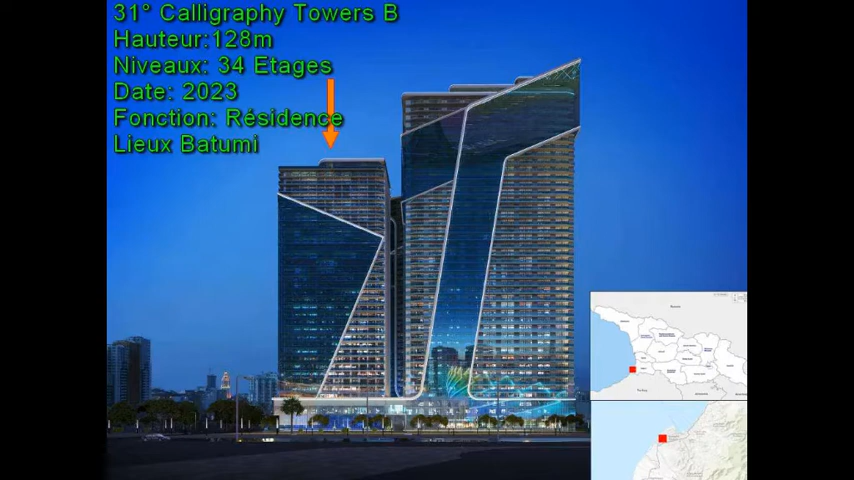 31° Calligraphy Towers B
Hauteur:128m
Niveaux: 34 Etages
Date: 2023
Fonction: Résidence
Lieux Batumi